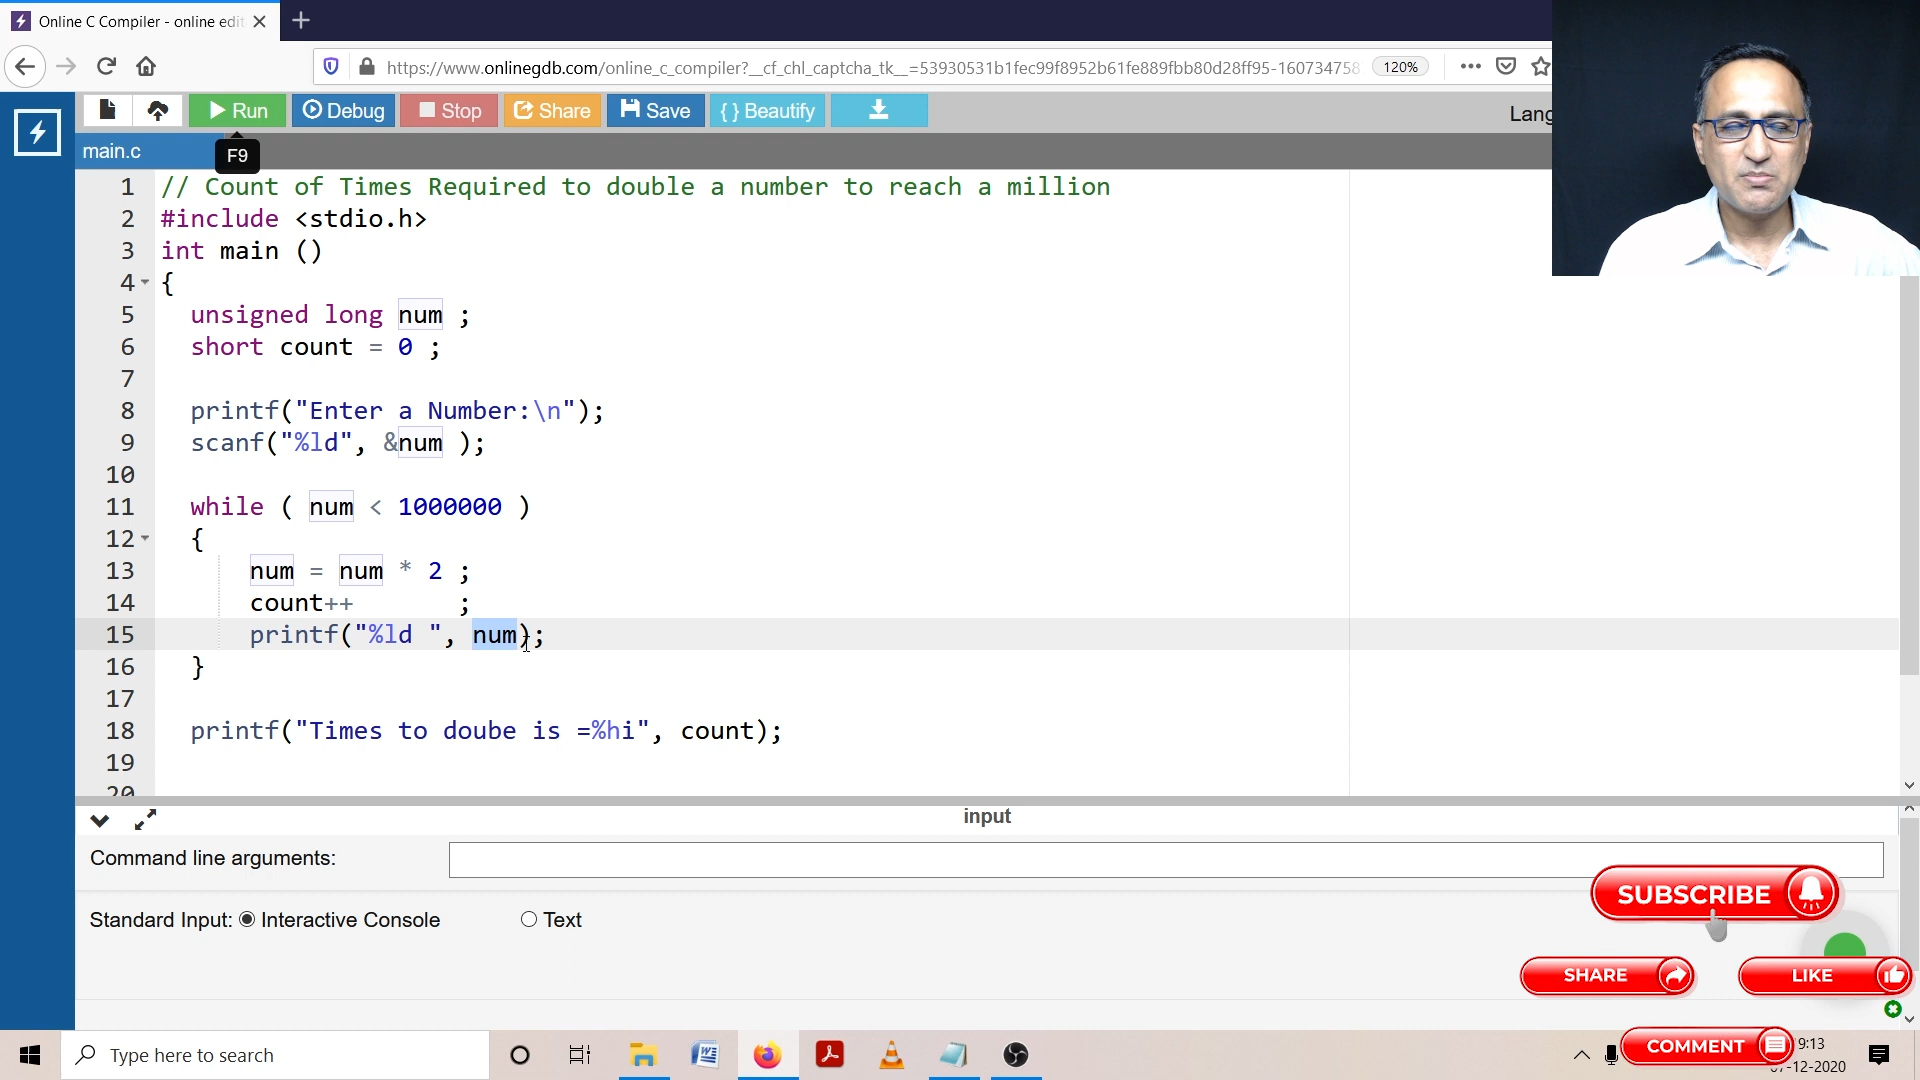 Online C Compiler - online edit
https://www.onlinegdb.com/online_c_compiler?__cf_chl_captcha_tk__=53930531b1fec99f8952b61fe889fbb80d28ff95-160734758
120%
Run
Debug
Stop
Share
Save
{ } Beautify
Lang
main.c
F9
1 // Count of Times Required to double a number to reach a million
2 #include <stdio.h>
3 int main ()
4 {
5 unsigned long num ;
6 short count = 0 ;
7
8 printf("Enter a Number:\n");
9 scanf("%ld", &num );
10
11 while ( num < 1000000 )
12 {
13 num = num * 2 ;
14 count++ ;
15 printf("%ld ", num);
16 }
17
18 printf("Times to doube is =%hi", count);
19
20
input
Command line arguments:
Standard Input: Interactive Console Text
SUBSCRIBE
SHARE
LIKE
Type here to search
COMMENT
9:13
-12-2020